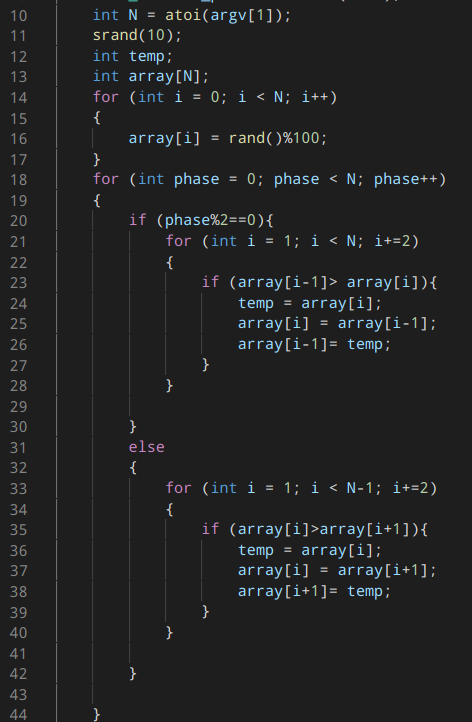 10 int N = atoi(argv[1]);
11 srand(10);
12 int temp;
13 int array[N];
14 for (int i = 0; i < N; i++)
15 {
16 array[i] = rand()%100;
17 }
18 for (int phase = 0; phase < N; phase++)
19 {
20 if (phase%2==0){
21 for (int i = 1; i < N; i+=2)
22 {
23 if (array[i-1]> array[i]){
24 temp = array[i];
25 array[i] = array[i-1];
26 array[i-1]= temp;
27 }
28 }
29
30 }
31 else
32 {
33 for (int i = 1; i < N-1; i+=2)
34 {
35 if (array[i]>array[i+1]){
36 temp = array[i];
37 array[i] = array[i+1];
38 array[i+1]= temp;
39 }
40 }
41
42 }
43
44 }